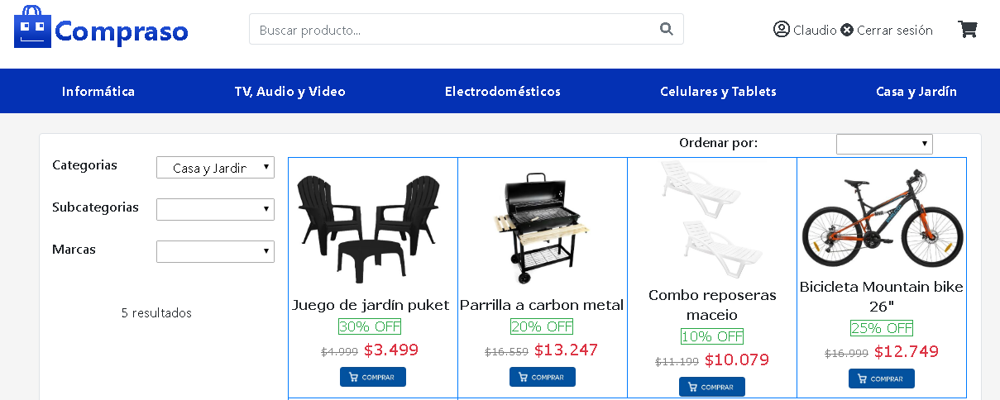 Compraso
Buscar producto...
Claudio Cerrar sesión
Informática TV, Audio y Video Electrodomésticos Celulares y Tablets Casa y Jardín
Ordenar por:
Categorias Casa y Jardin
Subcategorias
Marcas
5 resultados
Juego de jardín puket
30% OFF
$4.999 $3.499
COMPRAR
Parrilla a carbon metal
20% OFF
$16.559 $13.247
COMPRAR
Combo reposeras
maceio
10% OFF
$11.199 $10.079
COMPRAR
Bicicleta Mountain bike
26"
25% OFF
$16.999 $12.749
COMPRAR